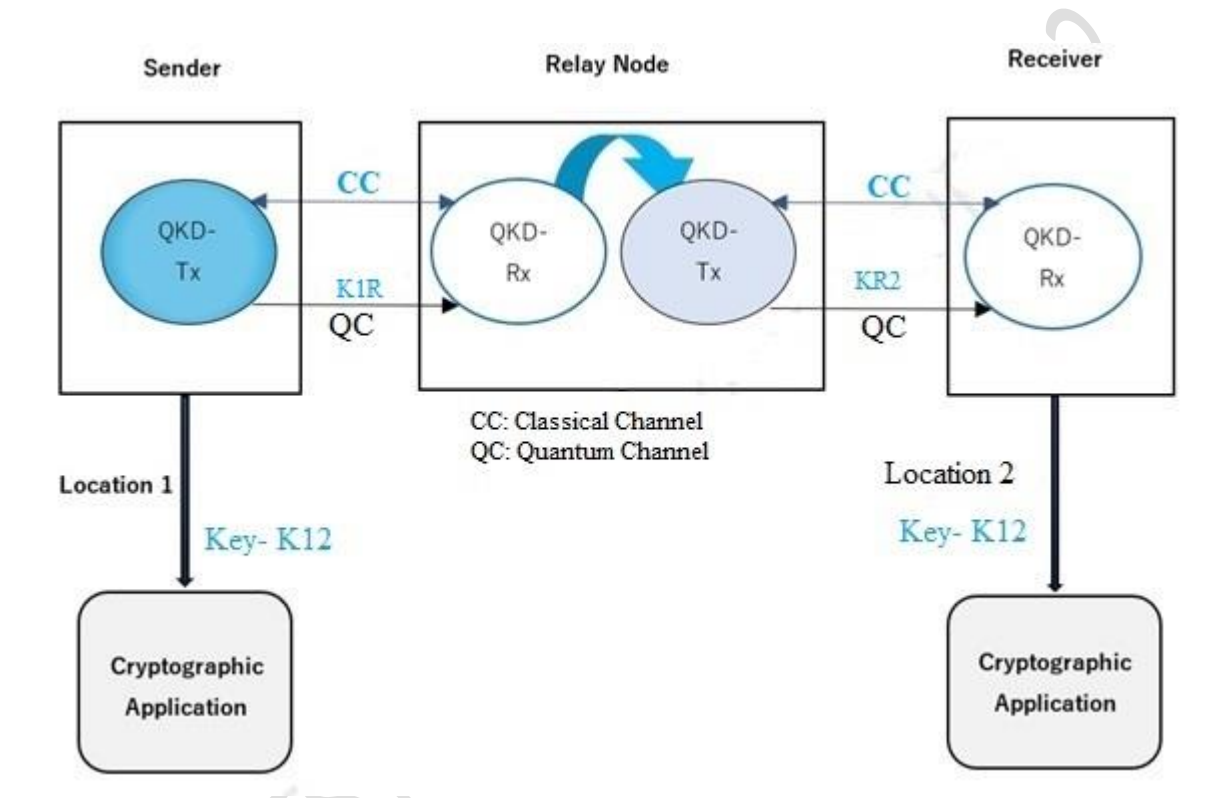 Sender
Relay Node
Receiver
CC
CC
QKD-
Tx
QKD-
Rx
QKD-
Tx
QKD-
Rx
K1R
QC
KR2
QC
CC: Classical Channel
QC: Quantum Channel
Location 1
Location 2
Key- K12
Key- K12
Cryptographic
Application
Cryptographic
Application